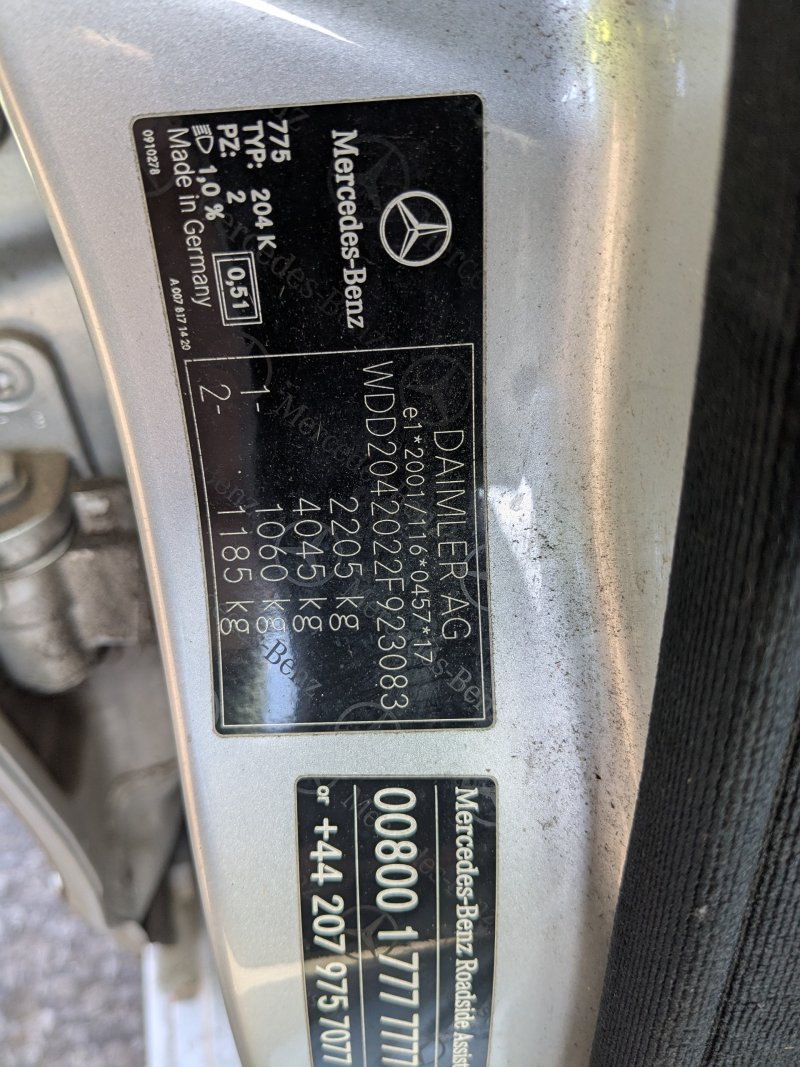 Mercedes-Benz
775
TYP: 204 K
PZ: 2
0,51
1,0 %
Made in Germany
0910278
A 007 817 14 20
DAIMLER AG
e1*2001/116*0457*17
WDD2042022F923083
2205 kg
4045 kg
1- 1060 kg
2- 1185 kg
Mercedes-Benz Roadside Assist
00800 1 777 7777
or +44 207 975 7077